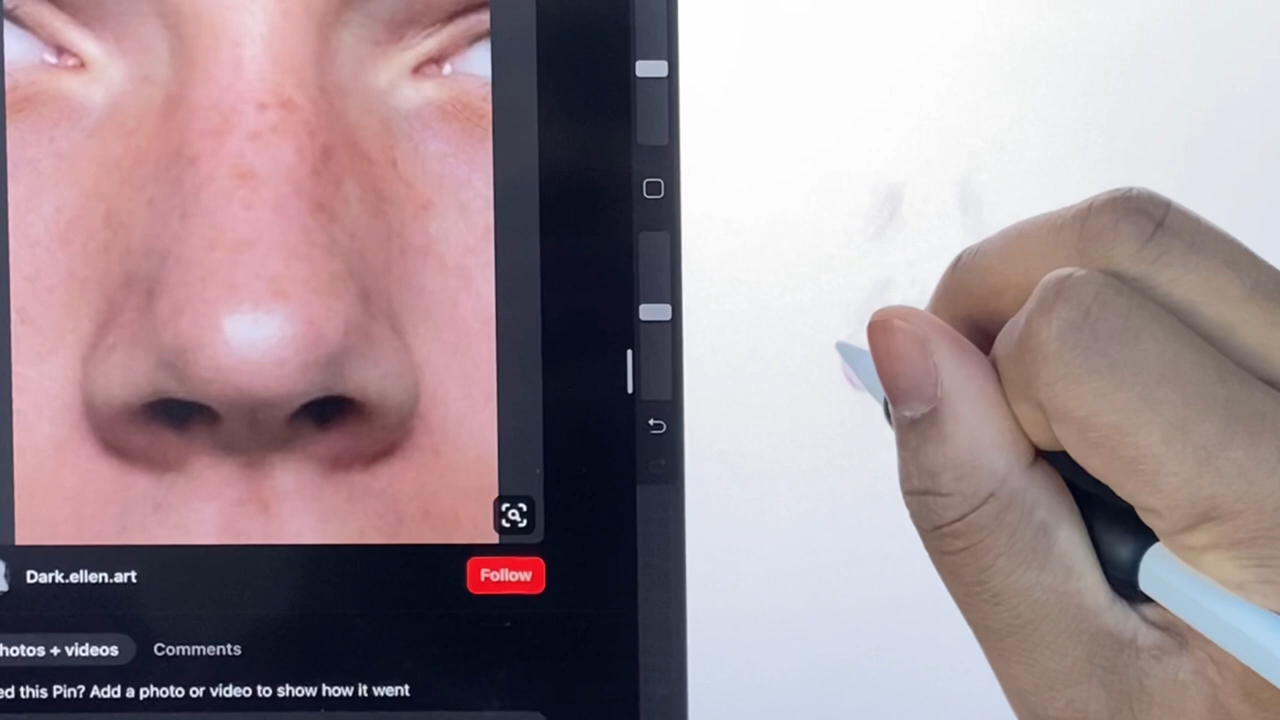 Dark.ellen.art
Follow
hotos + videos
Comments
ed this Pin? Add a photo or video to show how it went